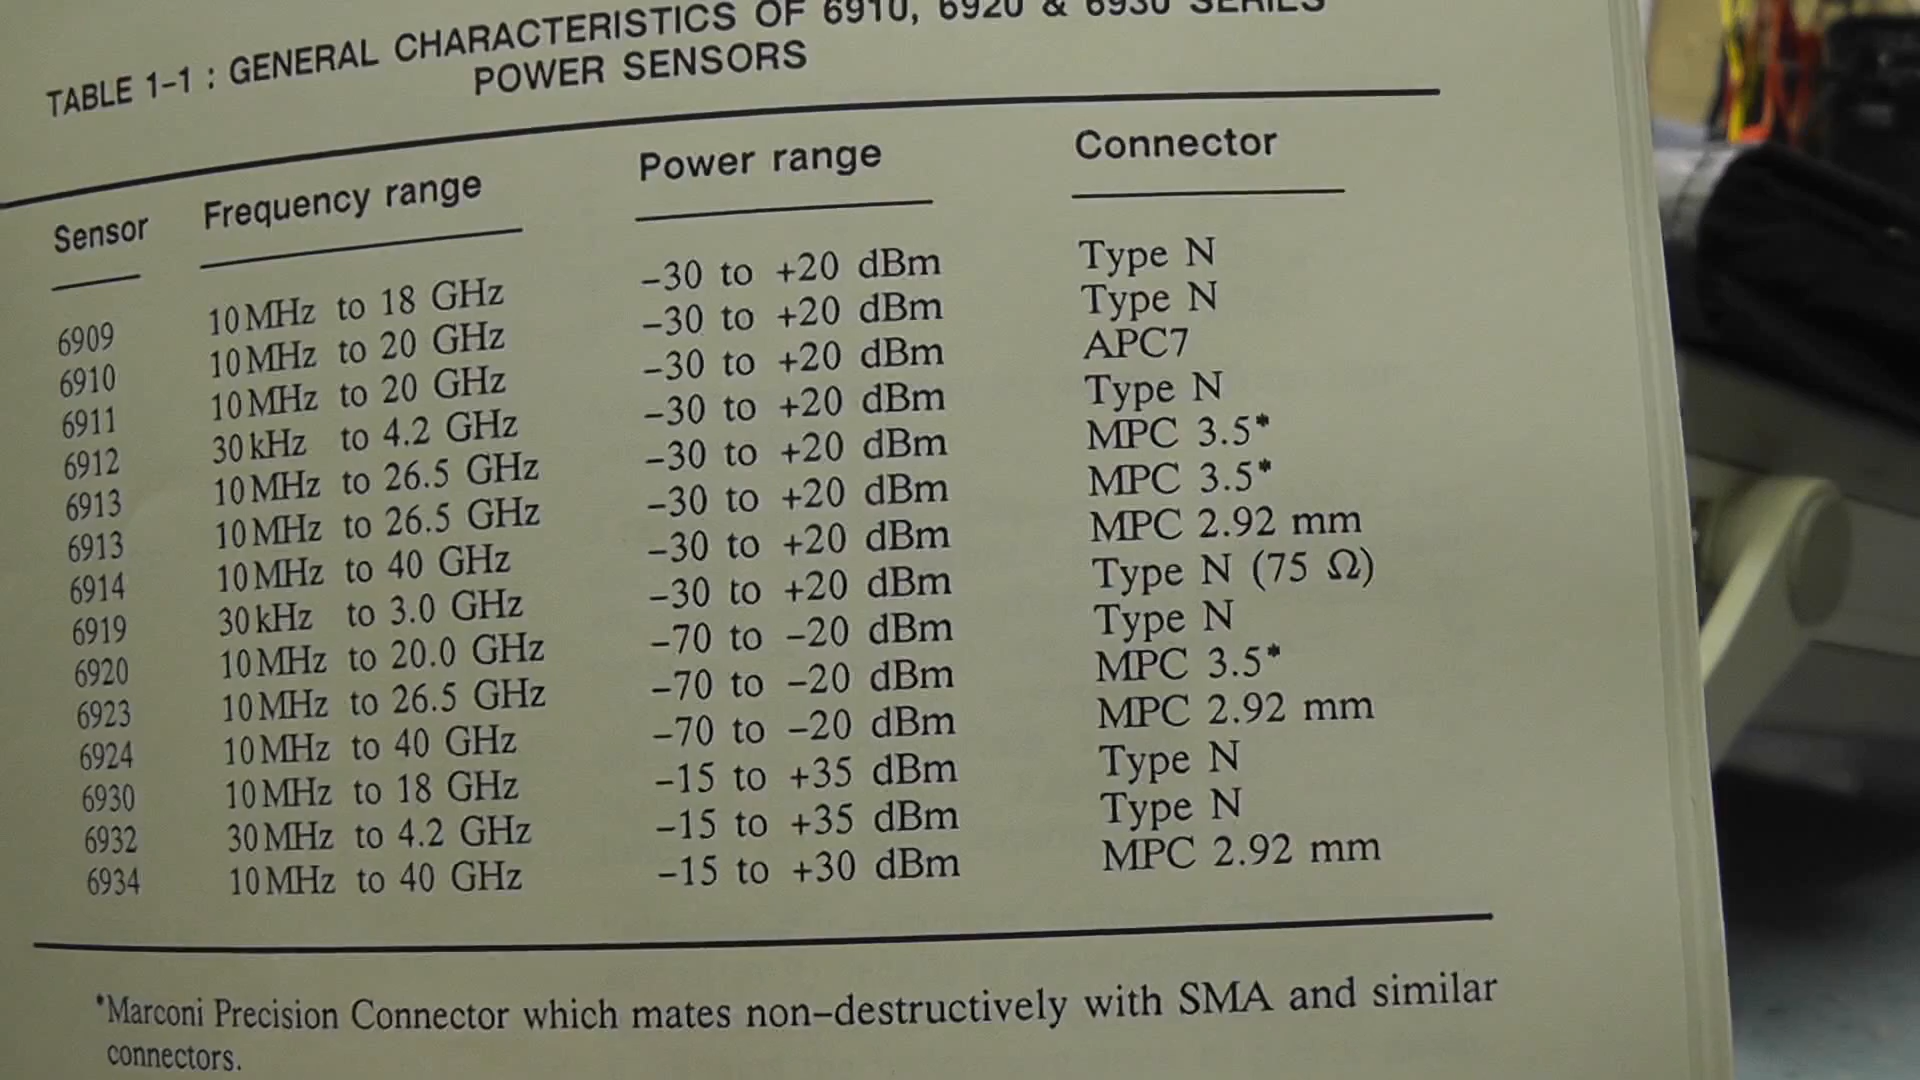 TABLE 1-1 : GENERAL CHARACTERISTICS OF 6910, 6920 & 6930 SERIES
POWER SENSORS
Sensor Frequency range Power range Connector
6909 10 MHz to 18 GHz -30 to +20 dBm Type N
6910 10 MHz to 20 GHz -30 to +20 dBm Type N
6911 10 MHz to 20 GHz -30 to +20 dBm APC7
6912 30 kHz to 4.2 GHz -30 to +20 dBm Type N
6913 10 MHz to 26.5 GHz -30 to +20 dBm MPC 3.5*
6913 10 MHz to 26.5 GHz -30 to +20 dBm MPC 3.5*
6914 10 MHz to 40 GHz -30 to +20 dBm MPC 2.92 mm
6919 30 kHz to 3.0 GHz -30 to +20 dBm Type N (75 Ω)
6920 10 MHz to 20.0 GHz -70 to -20 dBm Type N
6923 10 MHz to 26.5 GHz -70 to -20 dBm MPC 3.5*
6924 10 MHz to 40 GHz -70 to -20 dBm MPC 2.92 mm
6930 10 MHz to 18 GHz -15 to +35 dBm Type N
6932 30 MHz to 4.2 GHz -15 to +35 dBm Type N
6934 10 MHz to 40 GHz -15 to +30 dBm MPC 2.92 mm
*Marconi Precision Connector which mates non-destructively with SMA and similar
connectors.